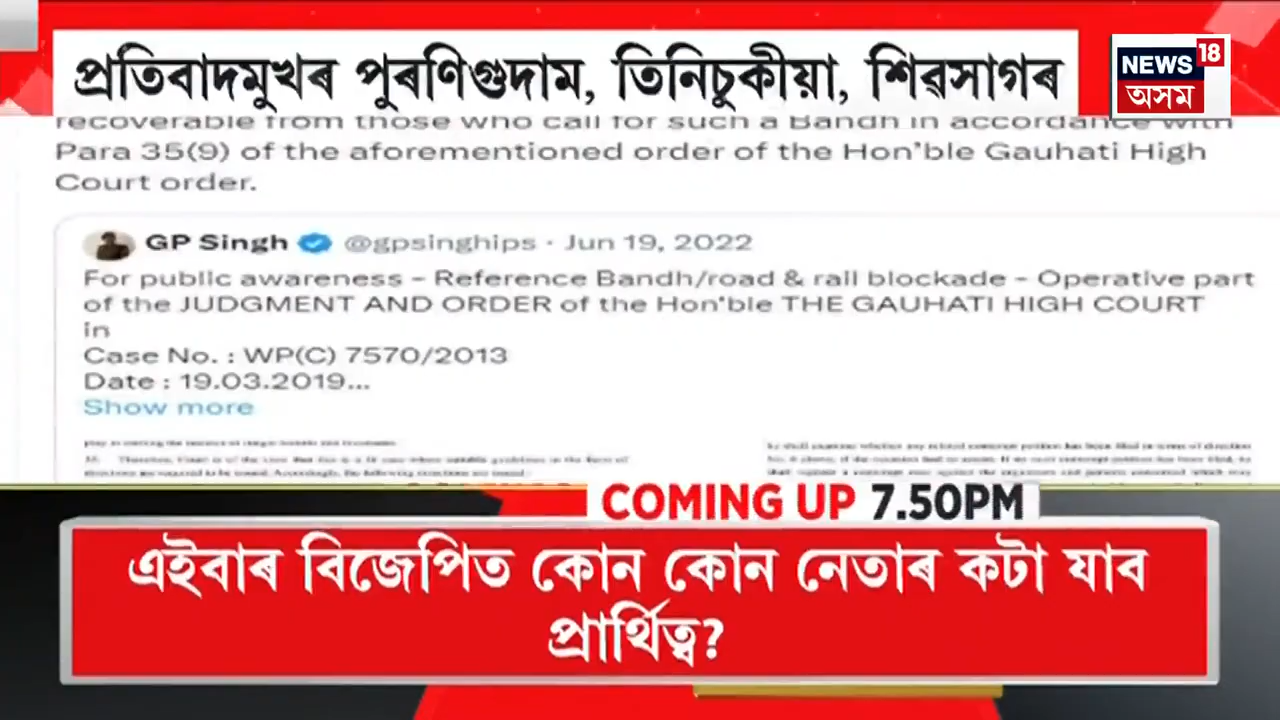 প্ৰতিবাদমুখৰ পুৰণিগুদাম, তিনিচুকীয়া, শিৱসাগৰ
NEWS 18
অসম
recoverable from those who call for such a Bandh in accordance with
Para 35(9) of the aforementioned order of the Hon'ble Gauhati High
Court order.
GP Singh @gpsinghips · Jun 19, 2022
For public awareness - Reference Bandh/road & rail blockade - Operative part
of the JUDGMENT AND ORDER of the Hon'ble THE GAUHATI HIGH COURT
in
Case No. : WP(C) 7570/2013
Date : 19.03.2019...
Show more
COMING UP 7.50PM
এইবাৰ বিজেপিত কোন কোন নেতাৰ কটা যাব
প্ৰাৰ্থিত্ব?